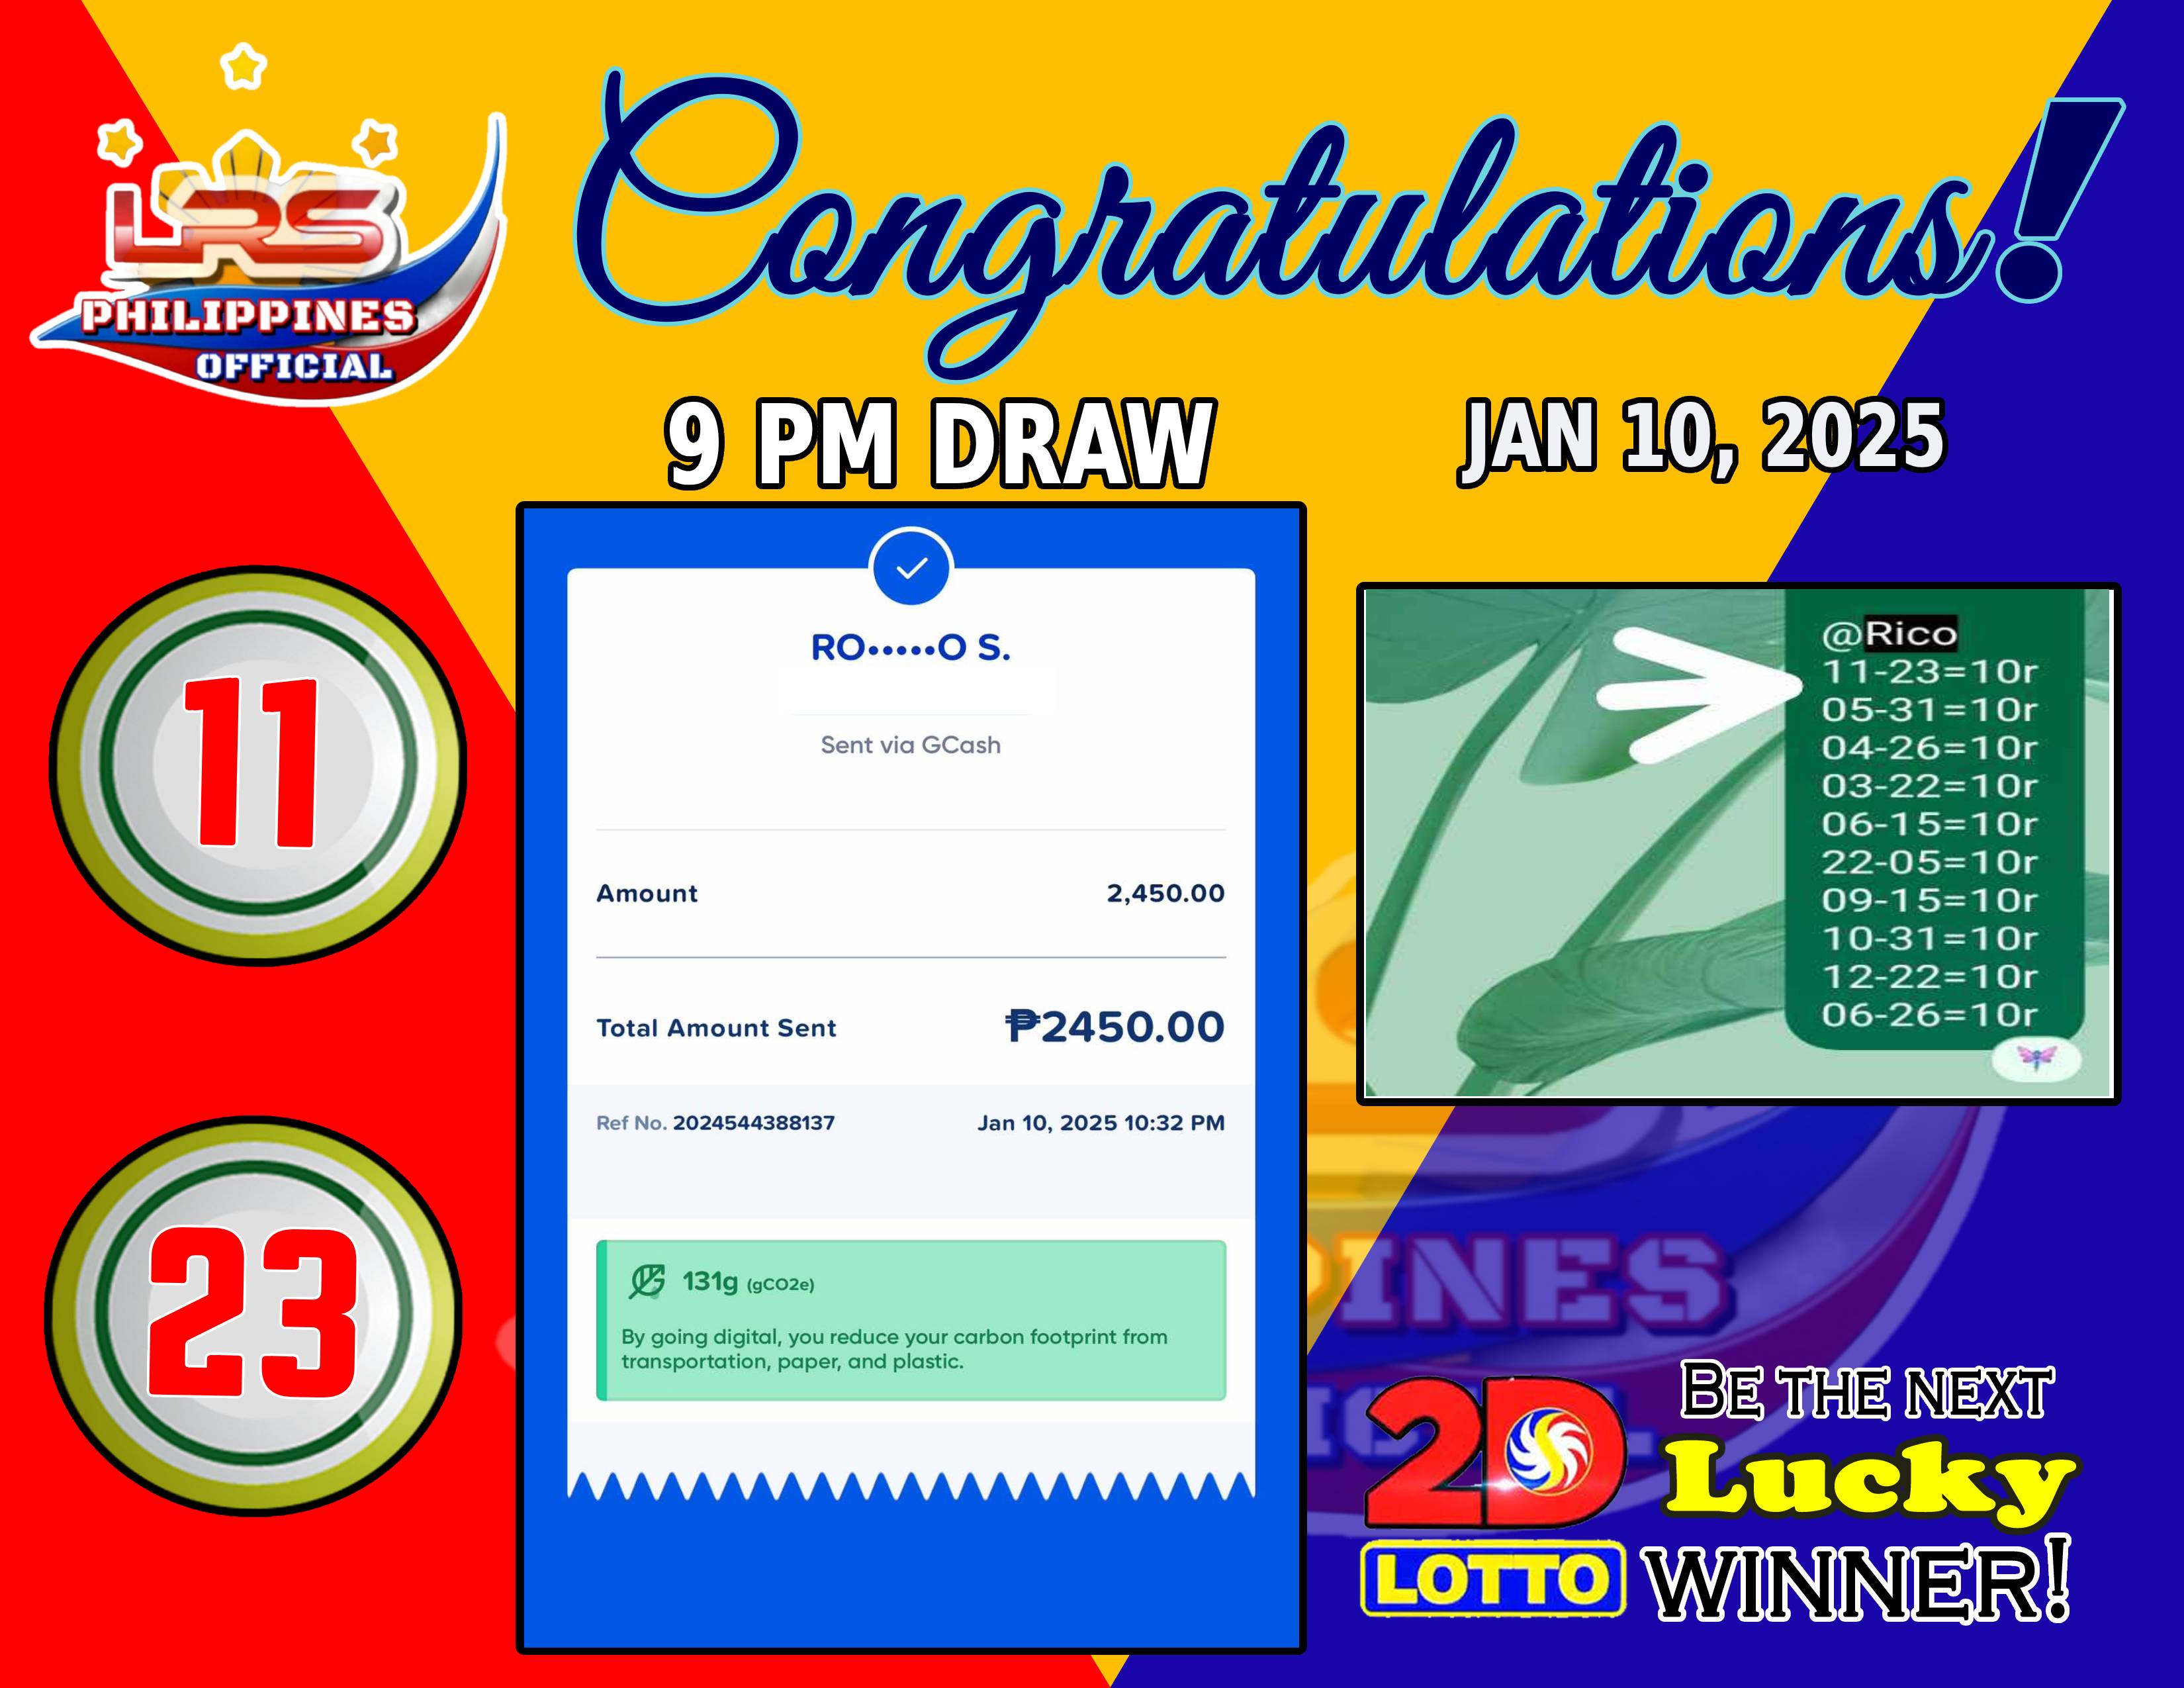 LRS
PHILIPPINES
OFFICIAL
Congratulations!
9 PM DRAW
JAN 10, 2025
11
23
RO•••••O S.
Sent via GCash
Amount 2,450.00
Total Amount Sent ₱2450.00
Ref No. 2024544388137 Jan 10, 2025 10:32 PM
131g (gCO2e)
By going digital, you reduce your carbon footprint from
transportation, paper, and plastic.
@Rico
11-23=10r
05-31=10r
04-26=10r
03-22=10r
06-15=10r
22-05=10r
09-15=10r
10-31=10r
12-22=10r
06-26=10r
PINES
2D
LOTTO
BE THE NEXT
Lucky
WINNER!